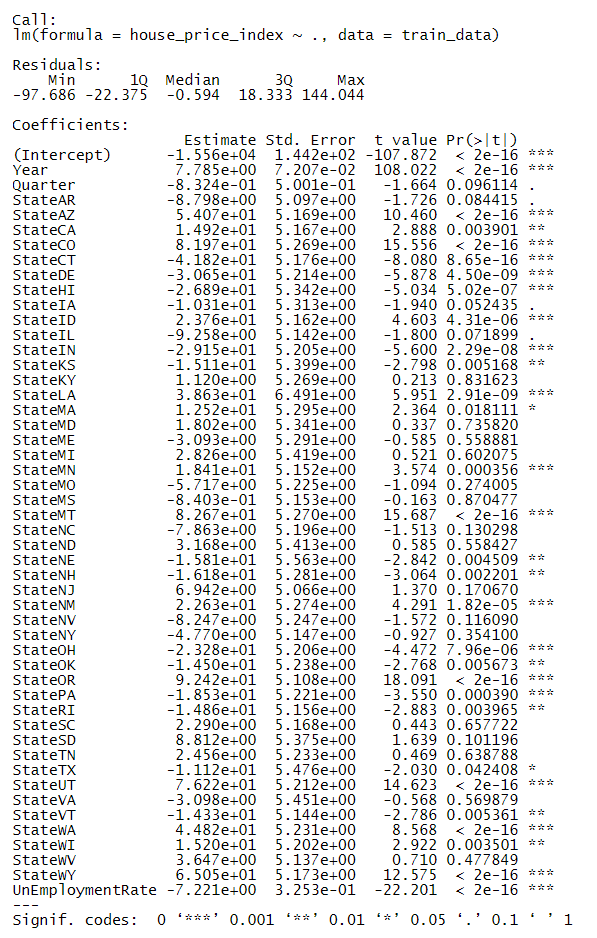 Call:
lm(formula = house_price_index ~ ., data = train_data)
Residuals:
Min 1Q Median 3Q Max
-97.686 -22.375 -0.594 18.333 144.044
Coefficients:
Estimate Std. Error t value Pr(>|t|)
(Intercept) -1.556e+04 1.442e+02 -107.872 < 2e-16 ***
Year 7.785e+00 7.207e-02 108.022 < 2e-16 ***
Quarter -8.324e-01 5.001e-01 -1.664 0.096114 .
StateAR -8.798e+00 5.097e+00 -1.726 0.084415 .
StateAZ 5.407e+01 5.169e+00 10.460 < 2e-16 ***
StateCA 1.492e+01 5.167e+00 2.888 0.003901 **
StateCO 8.197e+01 5.269e+00 15.556 < 2e-16 ***
StateCT -4.182e+01 5.176e+00 -8.080 8.65e-16 ***
StateDE -3.065e+01 5.214e+00 -5.878 4.50e-09 ***
StateHI -2.689e+01 5.342e+00 -5.034 5.02e-07 ***
StateIA -1.031e+01 5.313e+00 -1.940 0.052435 .
StateID 2.376e+01 5.162e+00 4.603 4.31e-06 ***
StateIL -9.258e+00 5.142e+00 -1.800 0.071899 .
StateIN -2.915e+01 5.205e+00 -5.600 2.29e-08 ***
StateKS -1.511e+01 5.399e+00 -2.798 0.005168 **
StateKY 1.120e+00 5.269e+00 0.213 0.831623
StateLA 3.863e+01 6.491e+00 5.951 2.91e-09 ***
StateMA 1.252e+01 5.295e+00 2.364 0.018111 *
StateMD 1.802e+00 5.341e+00 0.337 0.735820
StateME -3.093e+00 5.291e+00 -0.585 0.558881
StateMI 2.826e+00 5.419e+00 0.521 0.602075
StateMN 1.841e+01 5.152e+00 3.574 0.000356 ***
StateMO -5.717e+00 5.225e+00 -1.094 0.274005
StateMS -8.403e-01 5.153e+00 -0.163 0.870477
StateMT 8.267e+01 5.270e+00 15.687 < 2e-16 ***
StateNC -7.863e+00 5.196e+00 -1.513 0.130298
StateND 3.168e+00 5.413e+00 0.585 0.558427
StateNE -1.581e+01 5.563e+00 -2.842 0.004509 **
StateNH -1.618e+01 5.281e+00 -3.064 0.002201 **
StateNJ 6.942e+00 5.066e+00 1.370 0.170670
StateNM 2.263e+01 5.274e+00 4.291 1.82e-05 ***
StateNV -8.247e+00 5.247e+00 -1.572 0.116090
StateNY -4.770e+00 5.147e+00 -0.927 0.354100
StateOH -2.328e+01 5.206e+00 -4.472 7.96e-06 ***
StateOK -1.450e+01 5.238e+00 -2.768 0.005673 **
StateOR 9.242e+01 5.108e+00 18.091 < 2e-16 ***
StatePA -1.853e+01 5.221e+00 -3.550 0.000390 ***
StateRI -1.486e+01 5.156e+00 -2.883 0.003965 **
StateSC 2.290e+00 5.168e+00 0.443 0.657722
StateSD 8.812e+00 5.375e+00 1.639 0.101196
StateTN 2.456e+00 5.233e+00 0.469 0.638788
StateTX -1.112e+01 5.476e+00 -2.030 0.042408 *
StateUT 7.622e+01 5.212e+00 14.623 < 2e-16 ***
StateVA -3.098e+00 5.451e+00 -0.568 0.569879
StateVT -1.433e+01 5.144e+00 -2.786 0.005361 **
StateWA 4.482e+01 5.231e+00 8.568 < 2e-16 ***
StateWI 1.520e+01 5.202e+00 2.922 0.003501 **
StateWV 3.647e+00 5.137e+00 0.710 0.477849
StateWY 6.505e+01 5.173e+00 12.575 < 2e-16 ***
UnEmploymentRate -7.221e+00 3.253e-01 -22.201 < 2e-16 ***
---
Signif. codes: 0 ‘***’ 0.001 ‘**’ 0.01 ‘*’ 0.05 ‘.’ 0.1 ‘ ’ 1